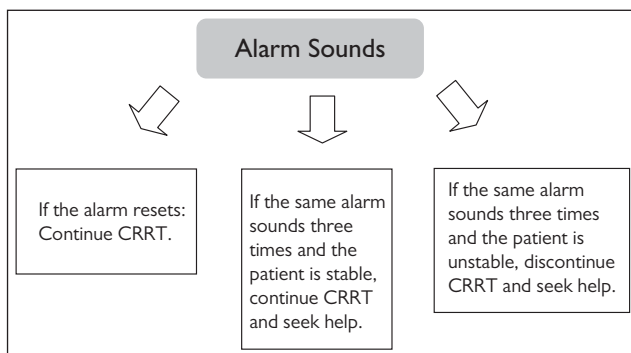 Alarm Sounds
If the alarm resets:
Continue CRRT.
If the same alarm
sounds three
times and the
patient is stable,
continue CRRT
and seek help.
If the same alarm
sounds three times
and the patient is
unstable, discontinue
CRRT and seek help.